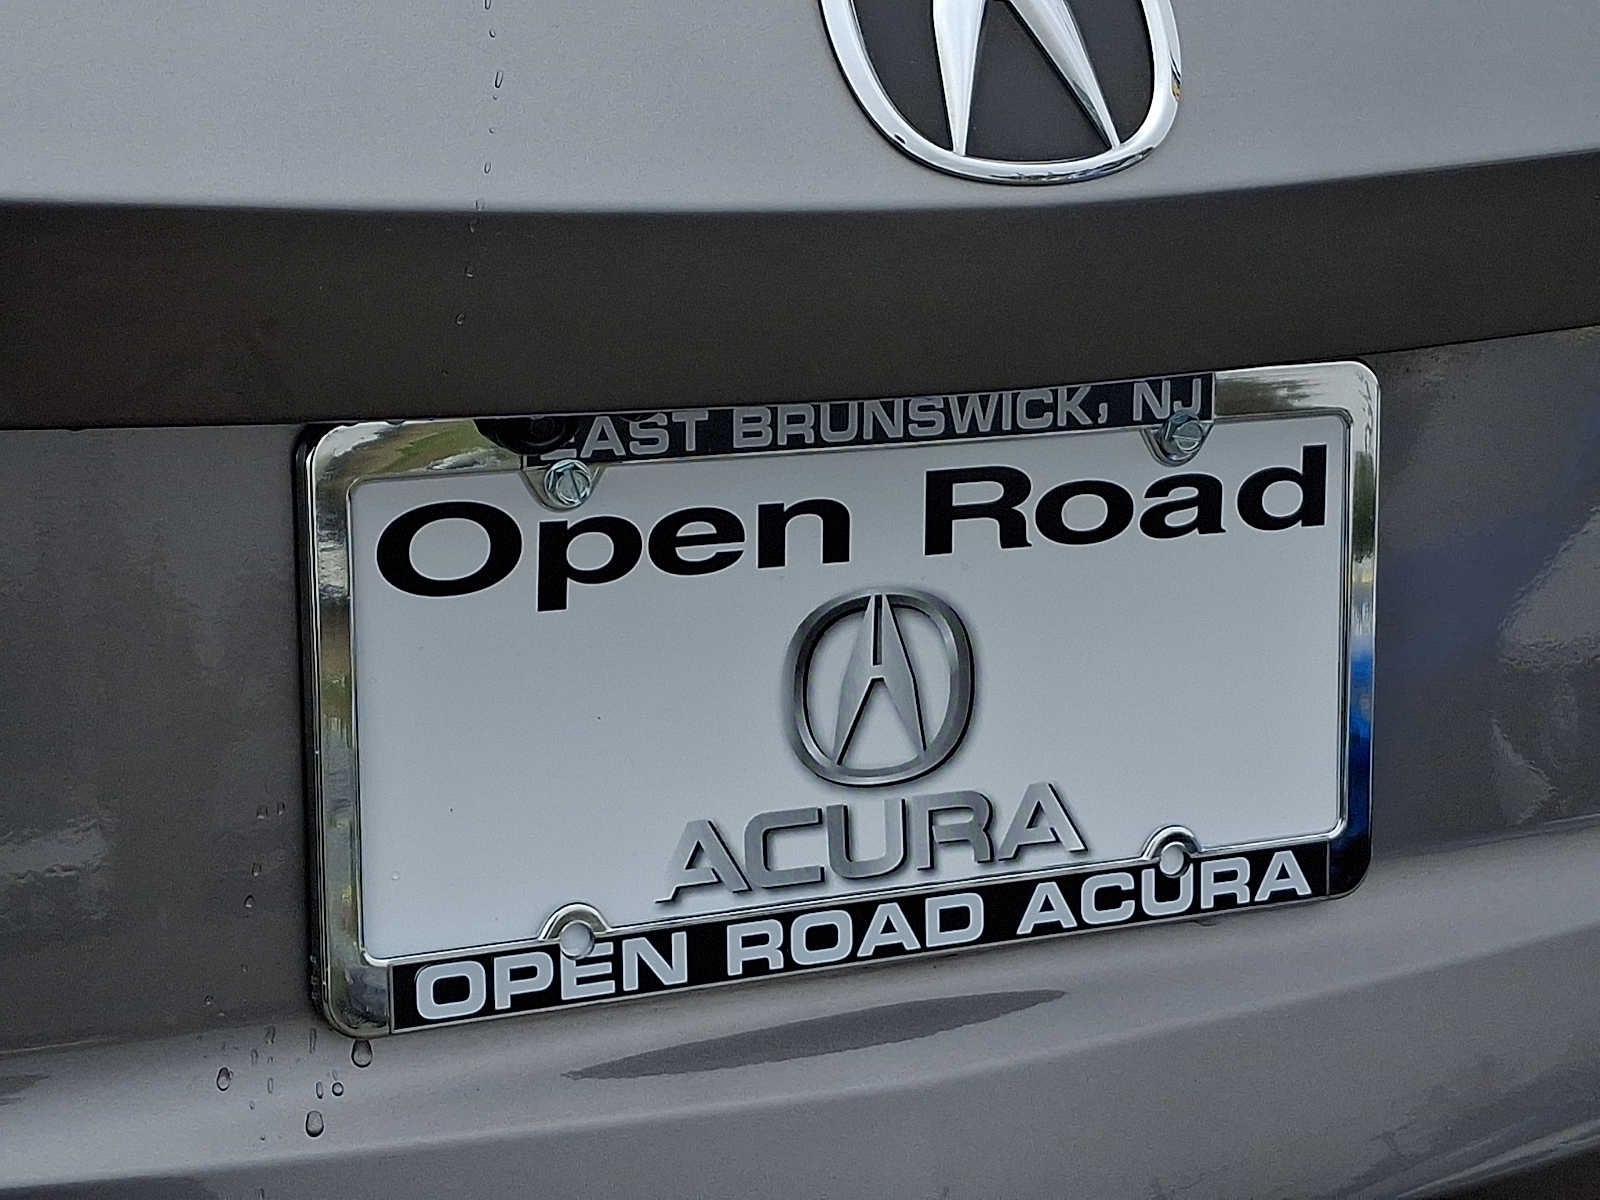 EAST BRUNSWICK, NJ
Open Road
ACURA
OPEN ROAD ACURA